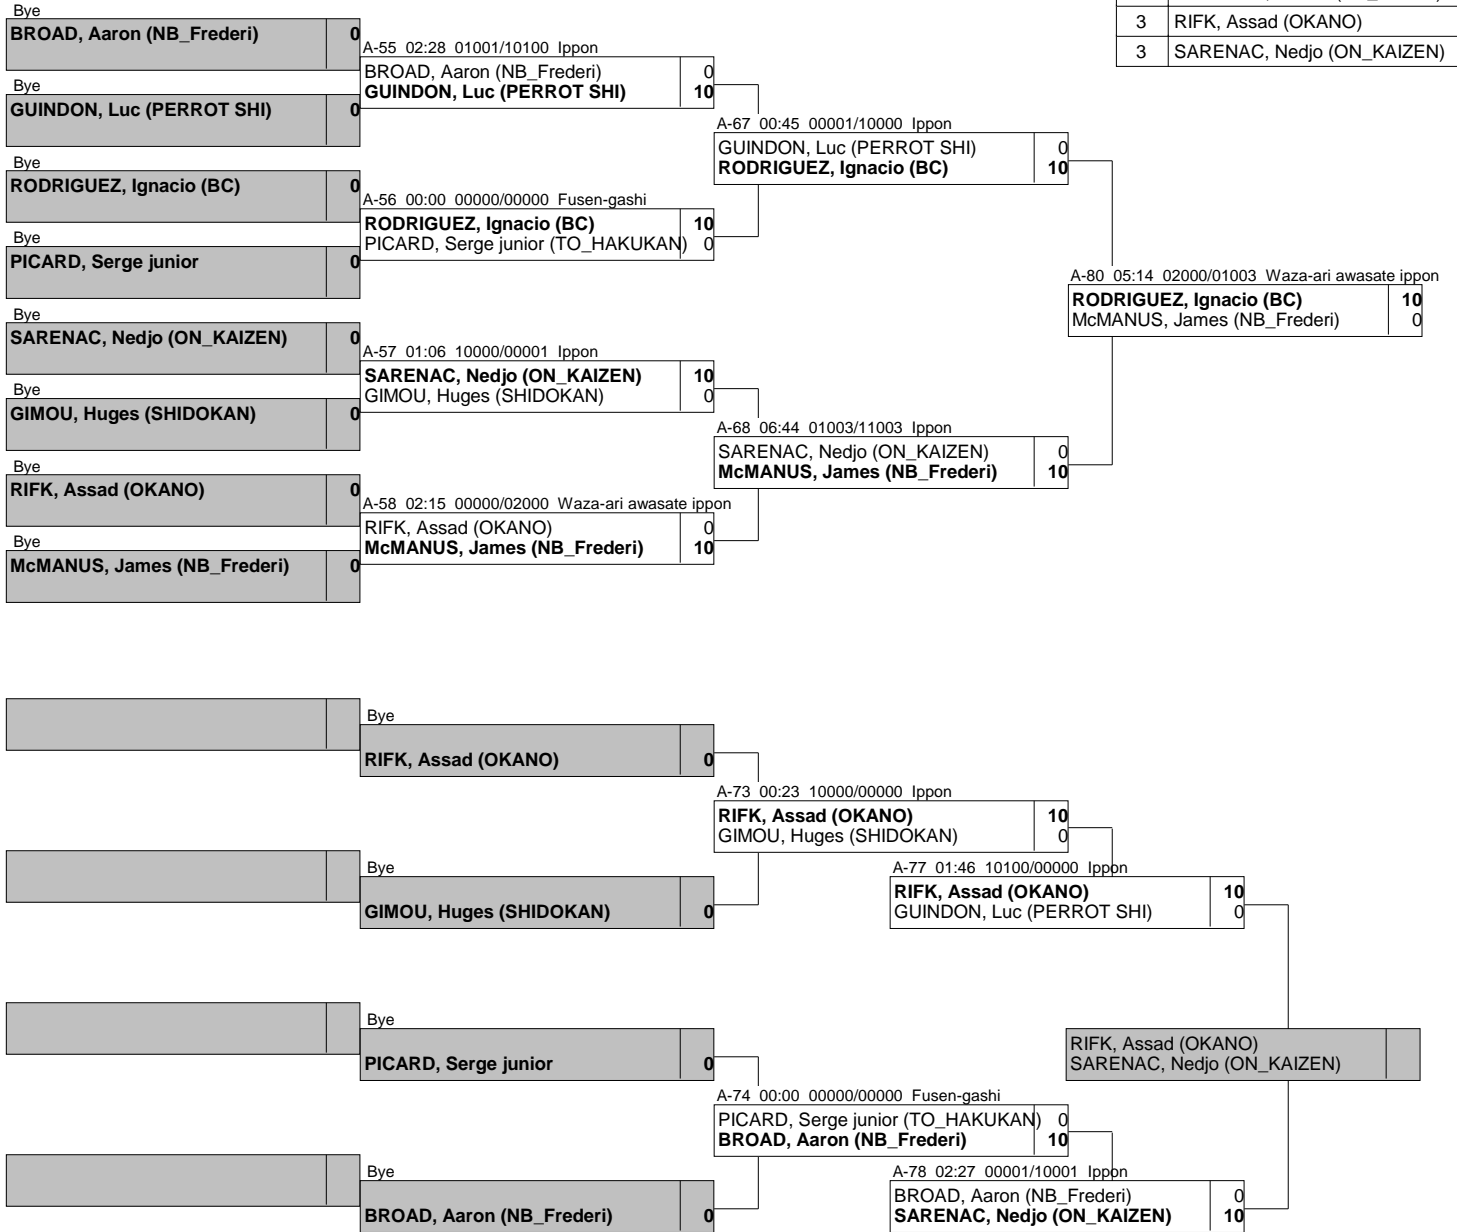 3 RIFK, Assad (OKANO)
3 SARENAC, Nedjo (ON_KAIZEN)
Bye
BROAD, Aaron (NB_Frederi) 0
Bye
GUINDON, Luc (PERROT SHI) 0
Bye
RODRIGUEZ, Ignacio (BC) 0
Bye
PICARD, Serge junior 0
Bye
SARENAC, Nedjo (ON_KAIZEN) 0
Bye
GIMOU, Huges (SHIDOKAN) 0
Bye
RIFK, Assad (OKANO) 0
Bye
McMANUS, James (NB_Frederi) 0
A-55 02:28 01001/10100 Ippon
BROAD, Aaron (NB_Frederi) 0
GUINDON, Luc (PERROT SHI) 10
A-56 00:00 00000/00000 Fusen-gashi
RODRIGUEZ, Ignacio (BC) 10
PICARD, Serge junior (TO_HAKUKAN) 0
A-57 01:06 10000/00001 Ippon
SARENAC, Nedjo (ON_KAIZEN) 10
GIMOU, Huges (SHIDOKAN) 0
A-58 02:15 00000/02000 Waza-ari awasate ippon
RIFK, Assad (OKANO) 0
McMANUS, James (NB_Frederi) 10
A-67 00:45 00001/10000 Ippon
GUINDON, Luc (PERROT SHI) 0
RODRIGUEZ, Ignacio (BC) 10
A-68 06:44 01003/11003 Ippon
SARENAC, Nedjo (ON_KAIZEN) 0
McMANUS, James (NB_Frederi) 10
A-80 05:14 02000/01003 Waza-ari awasate ippon
RODRIGUEZ, Ignacio (BC) 10
McMANUS, James (NB_Frederi) 0
Bye
RIFK, Assad (OKANO) 0
Bye
GIMOU, Huges (SHIDOKAN) 0
Bye
PICARD, Serge junior 0
Bye
BROAD, Aaron (NB_Frederi) 0
A-73 00:23 10000/00000 Ippon
RIFK, Assad (OKANO) 10
GIMOU, Huges (SHIDOKAN) 0
A-74 00:00 00000/00000 Fusen-gashi
PICARD, Serge junior (TO_HAKUKAN) 0
BROAD, Aaron (NB_Frederi) 10
A-77 01:46 10100/00000 Ippon
RIFK, Assad (OKANO) 10
GUINDON, Luc (PERROT SHI) 0
A-78 02:27 00001/10001 Ippon
BROAD, Aaron (NB_Frederi) 0
SARENAC, Nedjo (ON_KAIZEN) 10
RIFK, Assad (OKANO)
SARENAC, Nedjo (ON_KAIZEN)